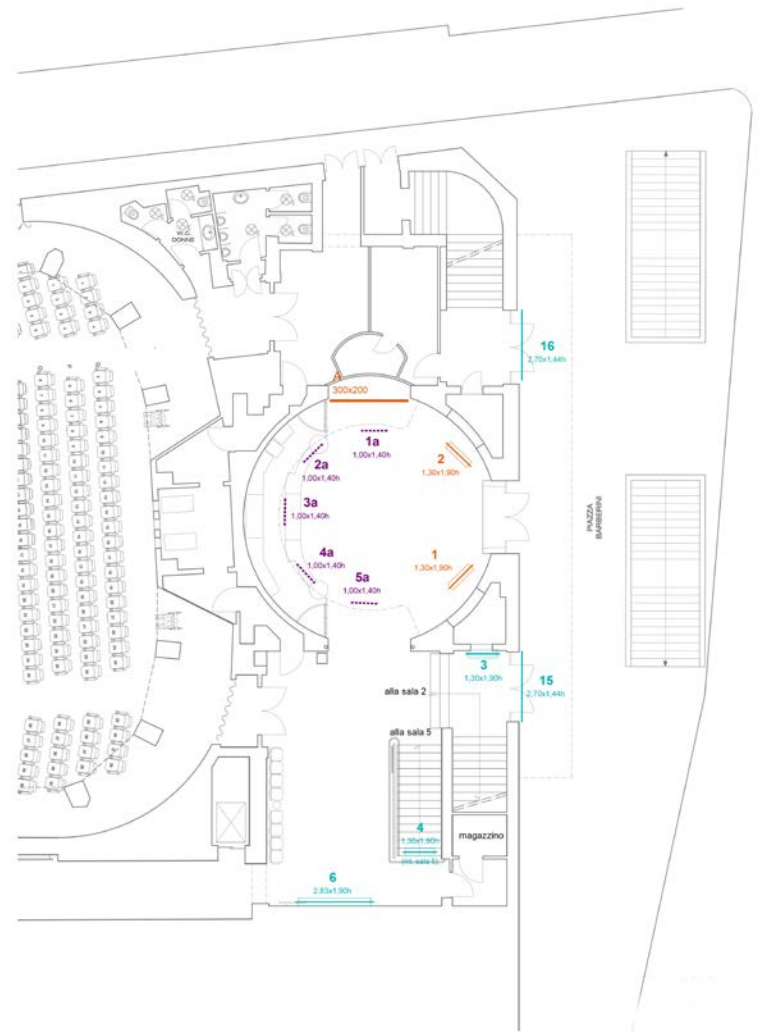 W.C.
DONNE
16
2,70x1,44h
A
300x200
1a
1,00x1,40h
2
1,30x1,90h
2a
1,00x1,40h
3a
1,00x1,40h
PIAZZA
BARBERINI
4a
1,00x1,40h
1
1,30x1,90h
5a
1,00x1,40h
3
1,30x1,90h
15
2,70x1,44h
alla sala 2
alla sala 5
4
1,30x1,90h
magazzino
6
2,83x1,90h